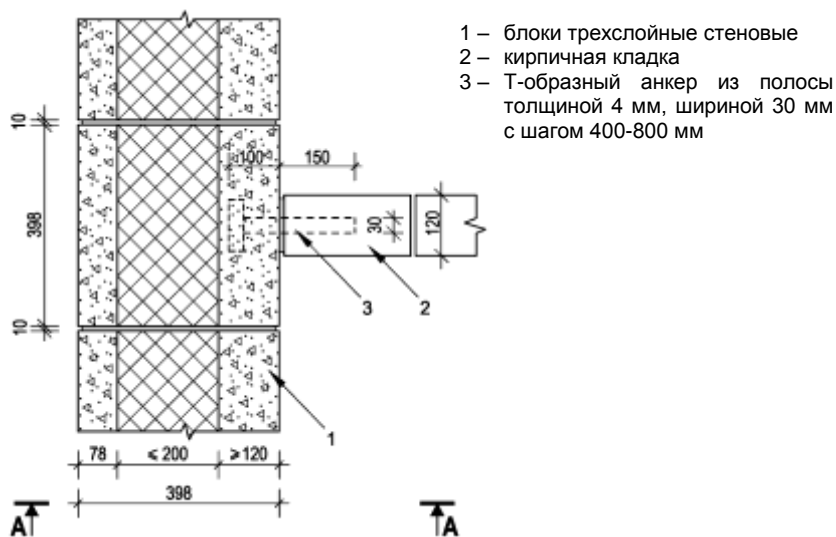 1 – блоки трехслойные стеновые
2 – кирпичная кладка
3 – Т-образный анкер из полосы
толщиной 4 мм, шириной 30 мм
с шагом 400-800 мм
10
100 150
398
30
120
3 2
10
1
78 ≤ 200 ≥ 120
398
А А